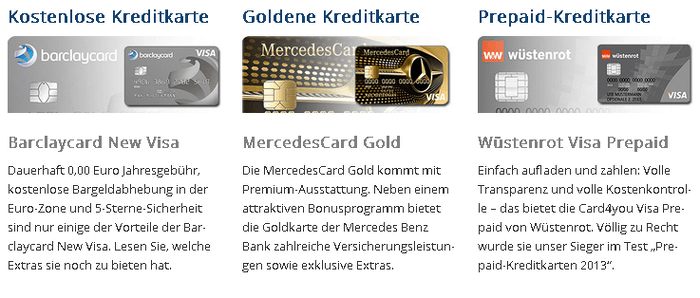 Kostenlose Kreditkarte
barclaycard
barclaycard
VISA
Barclaycard New Visa
Dauerhaft 0,00 Euro Jahresgebühr,
kostenlose Bargeldabhebung in der
Euro-Zone und 5-Sterne-Sicherheit
sind nur einige der Vorteile der Bar-
claycard New Visa. Lesen Sie, welche
Extras sie noch zu bieten hat.
Goldene Kreditkarte
MercedesCard
MercedesCard
VISA
MercedesCard Gold
Die MercedesCard Gold kommt mit
Premium-Ausstattung. Neben einem
attraktiven Bonusprogramm bietet
die Goldkarte der Mercedes Benz
Bank zahlreiche Versicherungsleistun-
gen sowie exklusive Extras.
Prepaid-Kreditkarte
wüstenrot
wüstenrot
VISA
Wüstenrot Visa Prepaid
Einfach aufladen und zahlen: Volle
Transparenz und volle Kostenkontrol-
le – das bietet die Card4you Visa Pre-
paid von Wüstenrot. Völlig zu Recht
wurde sie unser Sieger im Test „Pre-
paid-Kreditkarten 2013“.